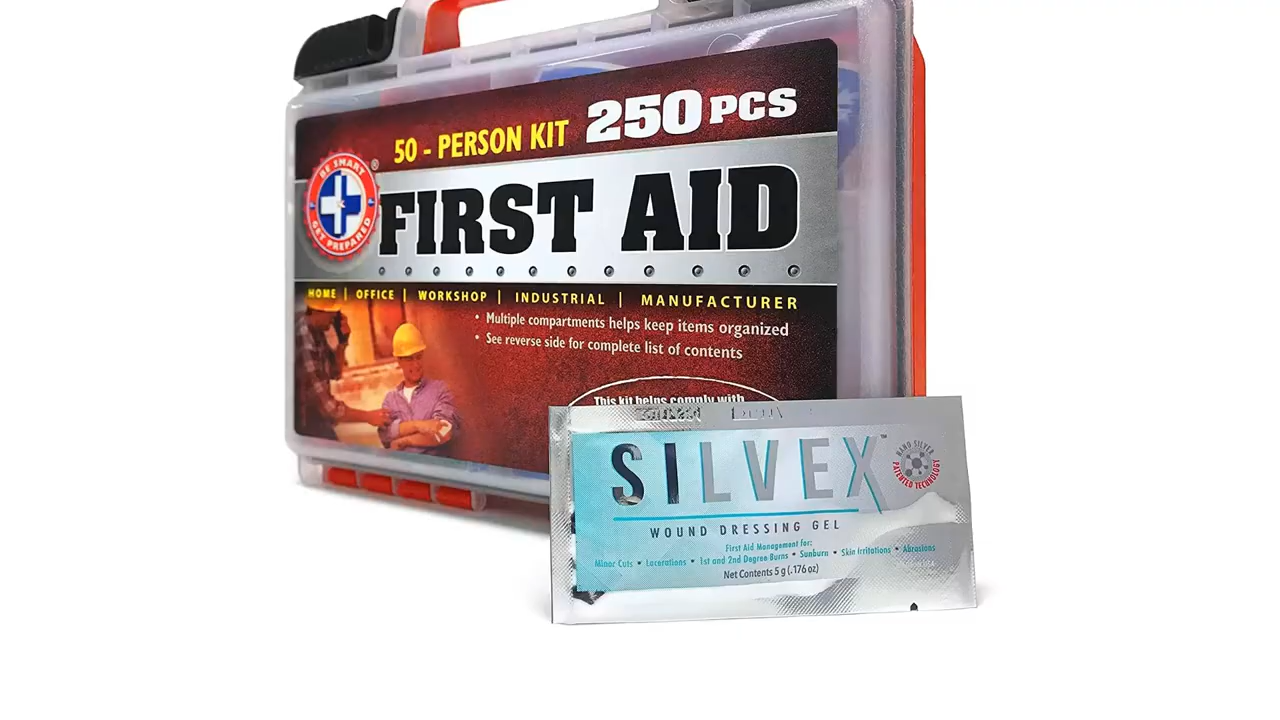 50 - PERSON KIT 250 PCS
BE SMART
GET PREPARED
®
FIRST AID
HOME | OFFICE | WORKSHOP | INDUSTRIAL | MANUFACTURER
• Multiple compartments helps keep items organized
• See reverse side for complete list of contents
This kit helps comply with
SILVEX™
NANO SILVER
PATENTED TECHNOLOGY
WOUND DRESSING GEL
First Aid Management for:
Minor Cuts • Lacerations • 1st and 2nd Degree Burns • Sunburn • Skin Irritations • Abrasions
Net Contents 5 g (.176 oz)